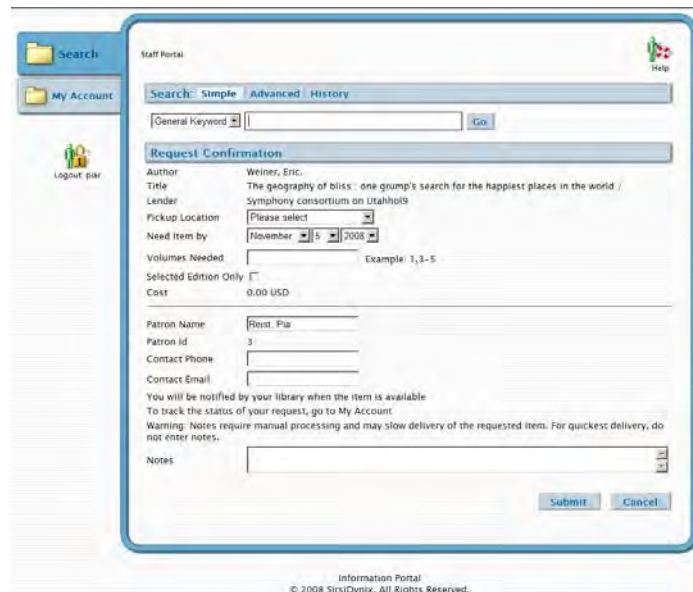 Search
My Account
Logout piar
Staff Portal
Help
Search: Simple Advanced History
General Keyword Go
Request Confirmation
Author Weiner, Eric.
Title The geography of bliss : one grump's search for the happiest places in the world /
Lender Symphony consortium on Utahhol9
Pickup Location Please select
Need Item by November 5 2008
Volumes Needed Example: 1,3-5
Selected Edition Only
Cost 0.00 USD
Patron Name Reist, Pia
Patron Id 3
Contact Phone
Contact Email
You will be notified by your library when the item is available
To track the status of your request, go to My Account
Warning: Notes require manual processing and may slow delivery of the requested item. For quickest delivery, do
not enter notes.
Notes
Submit Cancel
Information Portal
© 2008 SirsiDynix. All Rights Reserved.